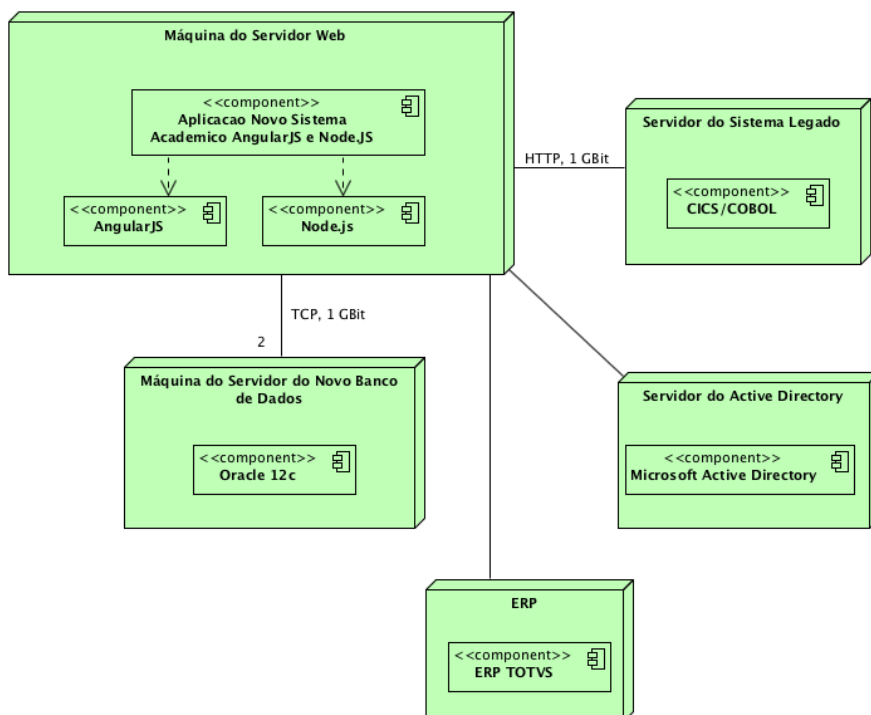 Máquina do Servidor Web
<<component>>
Aplicacao Novo Sistema
Academico AngularJS e Node.JS
<<component>>
AngularJS
<<component>>
Node.js
HTTP, 1 GBit
Servidor do Sistema Legado
<<component>>
CICS/COBOL
TCP, 1 GBit
2
Máquina do Servidor do Novo Banco
de Dados
<<component>>
Oracle 12c
Servidor do Active Directory
<<component>>
Microsoft Active Directory
ERP
<<component>>
ERP TOTVS